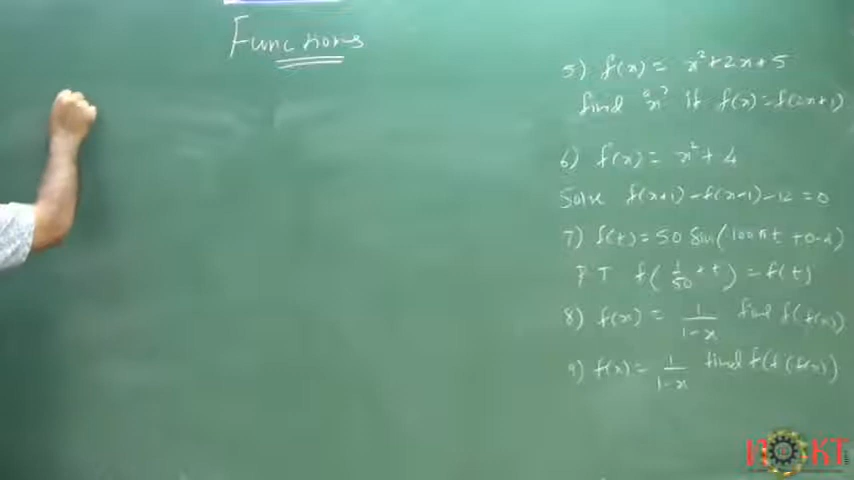 Functions
5) f(x) = x² + 2x + 5
find "x" if f(x) = f(2x+1)
6) f(x) = x² + 4
Solve f(x+1) - f(x-1) - 12 = 0
7) f(t) = 50 Sin(100πt + 0.4)
PT f(1/50 + t) = f(t)
8) f(x) = 1/(1-x) find f(f(x))
9) f(x) = 1/(1-x) find f(f(f(x)))